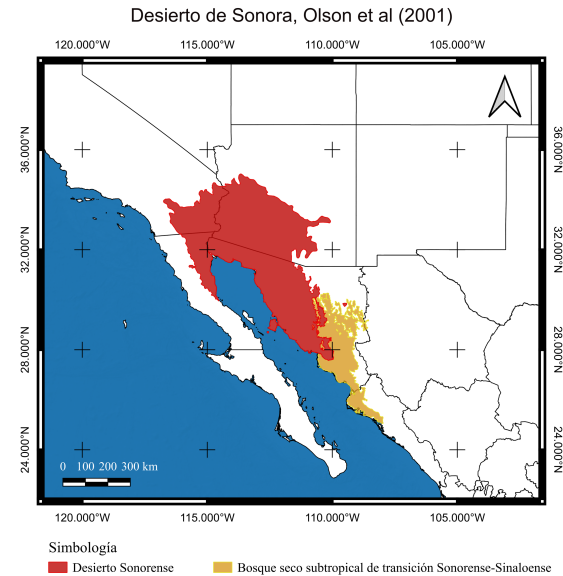 Desierto de Sonora, Olson et al (2001)
120.000°W 115.000°W 110.000°W 105.000°W
36.000°N 36.000°N
32.000°N 32.000°N
28.000°N 28.000°N
24.000°N 24.000°N
0 100 200 300 km
120.000°W 115.000°W 110.000°W 105.000°W
Simbología
Desierto Sonorense Bosque seco subtropical de transición Sonorense-Sinaloense